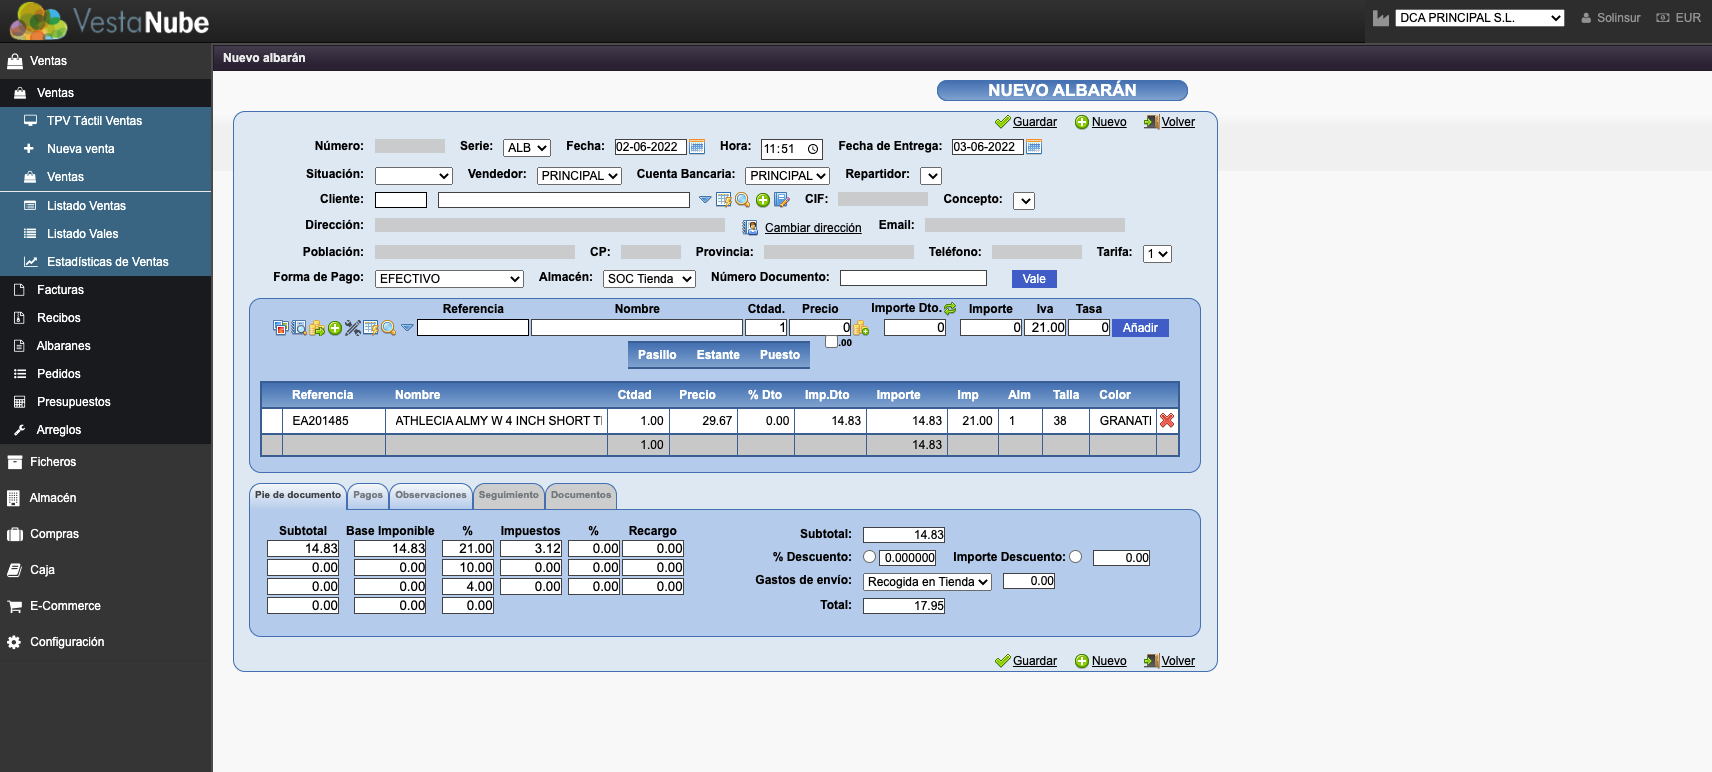 VestaNube
DCA PRINCIPAL S.L. Solinsur EUR
Ventas
Ventas
TPV Táctil Ventas
Nueva venta
Ventas
Listado Ventas
Listado Vales
Estadísticas de Ventas
Facturas
Recibos
Albaranes
Pedidos
Presupuestos
Arreglos
Ficheros
Almacén
Compras
Caja
E-Commerce
Configuración
Nuevo albarán
NUEVO ALBARÁN
Guardar Nuevo Volver
Número: Serie: ALB Fecha: 02-06-2022 Hora: 11:51 Fecha de Entrega: 03-06-2022
Situación: Vendedor: PRINCIPAL Cuenta Bancaria: PRINCIPAL Repartidor:
Cliente: CIF: Concepto:
Dirección: Cambiar dirección Email:
Población: CP: Provincia: Teléfono: Tarifa: 1
Forma de Pago: EFECTIVO Almacén: SOC Tienda Número Documento: Vale
Referencia Nombre Ctdad. Precio Importe Dto. Importe Iva Tasa
1 0 0 0 21.00 0 Añadir
.00
Pasillo Estante Puesto
Referencia Nombre Ctdad Precio % Dto Imp.Dto Importe Imp Alm Talla Color
EA201485 ATHLECIA ALMY W 4 INCH SHORT TI 1.00 29.67 0.00 14.83 14.83 21.00 1 38 GRANATI
1.00 14.83
Pie de documento Pagos Observaciones Seguimiento Documentos
Subtotal Base Imponible % Impuestos % Recargo
14.83 14.83 21.00 3.12 0.00 0.00
0.00 0.00 10.00 0.00 0.00 0.00
0.00 0.00 4.00 0.00 0.00 0.00
0.00 0.00 0.00
Subtotal: 14.83
% Descuento: 0.000000 Importe Descuento: 0.00
Gastos de envío: Recogida en Tienda 0.00
Total: 17.95
Guardar Nuevo Volver